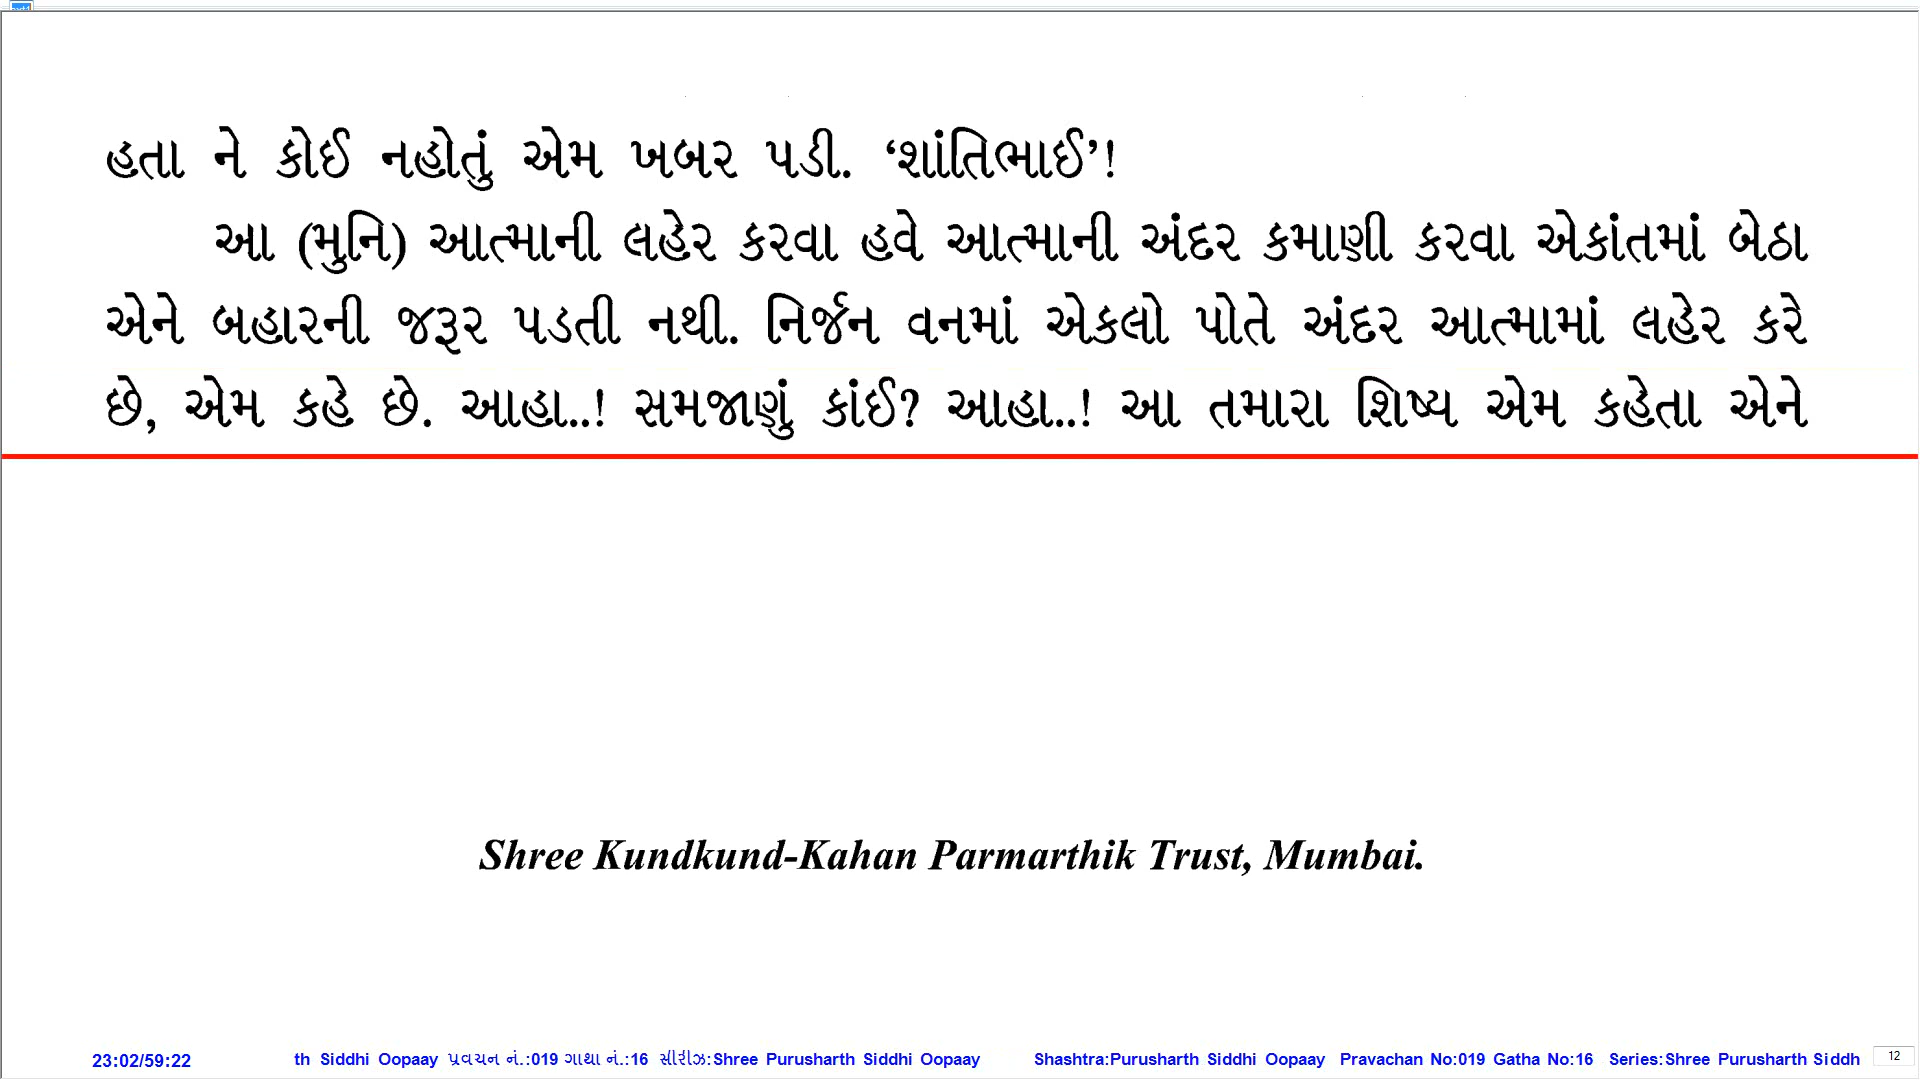 હતા ને કોઈ નહોતું એમ ખબર પડી. ‘શાંતિભાઈ’!
આ (મુનિ) આત્માની લહેર કરવા હવે આત્માની અંદર કમાણી કરવા એકાંતમાં બેઠા
એને બહારની જરૂર પડતી નથી. નિર્જન વનમાં એકલો પોતે અંદર આત્મામાં લહેર કરે
છે, એમ કહે છે. આહા..! સમજાણું કાંઈ? આહા..! આ તમારા શિષ્ય એમ કહેતા એને
Shree Kundkund-Kahan Parmarthik Trust, Mumbai.
23:02/59:22 th Siddhi Oopaay પ્રવચન નં.:019 ગાથા નં.:16 સીરીઝ:Shree Purusharth Siddhi Oopaay Shashtra:Purusharth Siddhi Oopaay Pravachan No:019 Gatha No:16 Series:Shree Purusharth Siddh 12